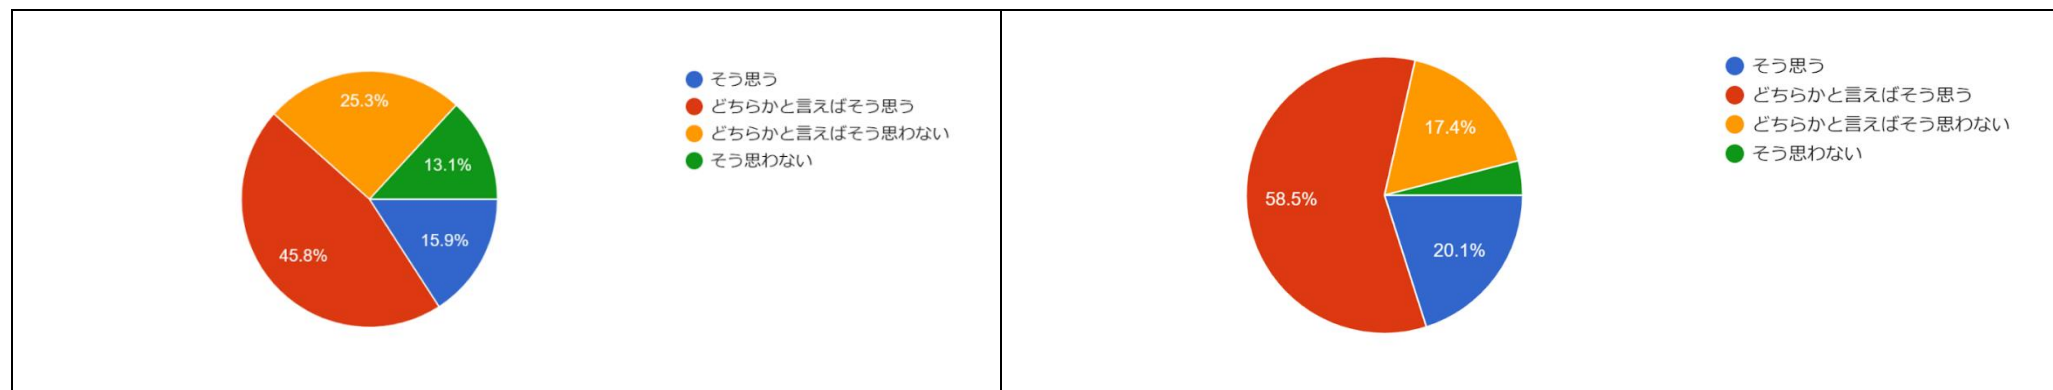 25.3%
13.1%
15.9%
45.8%
そう思う
どちらかと言えばそう思う
どちらかと言えばそう思わない
そう思わない
17.4%
58.5%
20.1%
そう思う
どちらかと言えばそう思う
どちらかと言えばそう思わない
そう思わない